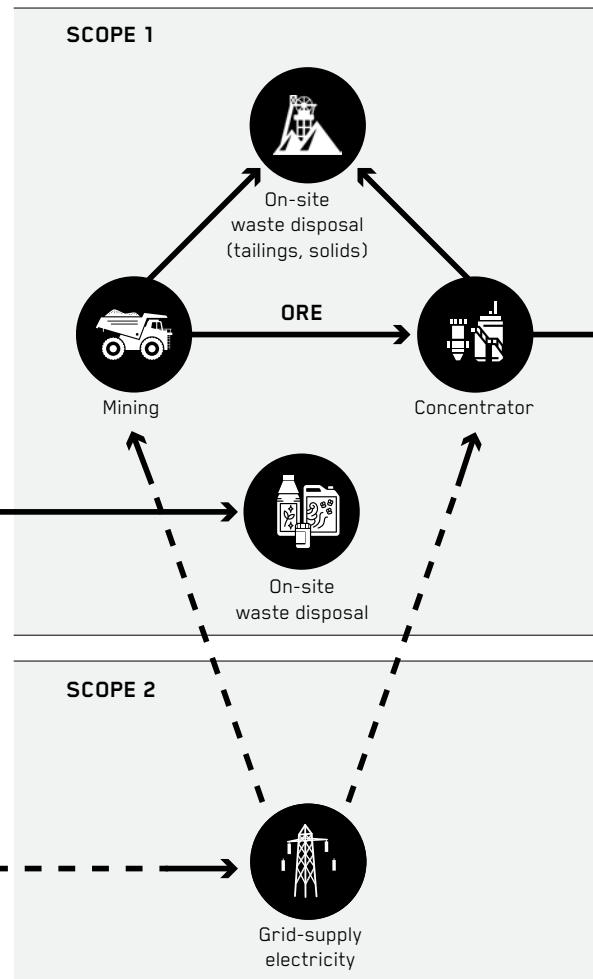 SCOPE 1
On-site
waste disposal
(tailings, solids)
ORE
Mining
Concentrator
On-site
waste disposal
SCOPE 2
Grid-supply
electricity